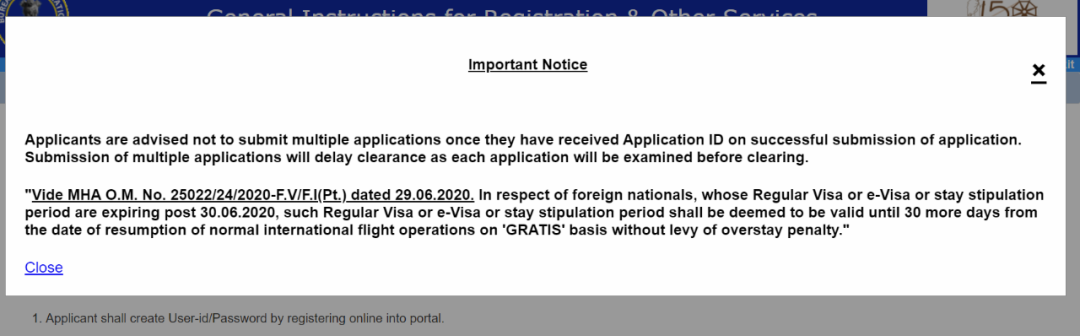 General Instructions for Registration & Other Services
Important Notice
×
Applicants are advised not to submit multiple applications once they have received Application ID on successful submission of application.
Submission of multiple applications will delay clearance as each application will be examined before clearing.
"Vide MHA O.M. No. 25022/24/2020-F.V/F.I(Pt.) dated 29.06.2020. In respect of foreign nationals, whose Regular Visa or e-Visa or stay stipulation
period are expiring post 30.06.2020, such Regular Visa or e-Visa or stay stipulation period shall be deemed to be valid until 30 more days from
the date of resumption of normal international flight operations on 'GRATIS' basis without levy of overstay penalty."
Close
1. Applicant shall create User-id/Password by registering online into portal.